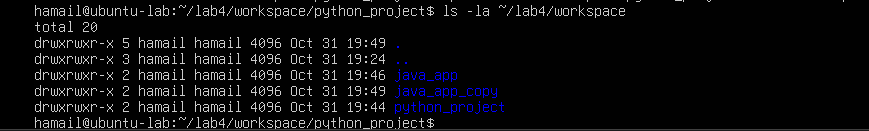 hamail@ubuntu-lab:~/lab4/workspace/python_project$ ls -la ~/lab4/workspace
total 20
drwxrwxr-x 5 hamail hamail 4096 Oct 31 19:49 .
drwxrwxr-x 3 hamail hamail 4096 Oct 31 19:24 ..
drwxrwxr-x 2 hamail hamail 4096 Oct 31 19:46 java_app
drwxrwxr-x 2 hamail hamail 4096 Oct 31 19:49 java_app_copy
drwxrwxr-x 2 hamail hamail 4096 Oct 31 19:44 python_project
hamail@ubuntu-lab:~/lab4/workspace/python_project$